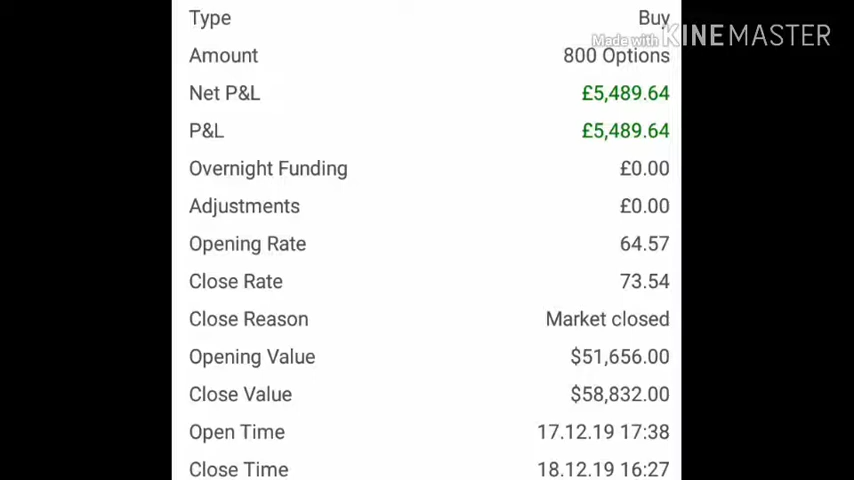 Type Buy
Made with KINEMASTER
Amount 800 Options
Net P&L £5,489.64
P&L £5,489.64
Overnight Funding £0.00
Adjustments £0.00
Opening Rate 64.57
Close Rate 73.54
Close Reason Market closed
Opening Value $51,656.00
Close Value $58,832.00
Open Time 17.12.19 17:38
Close Time 18.12.19 16:27